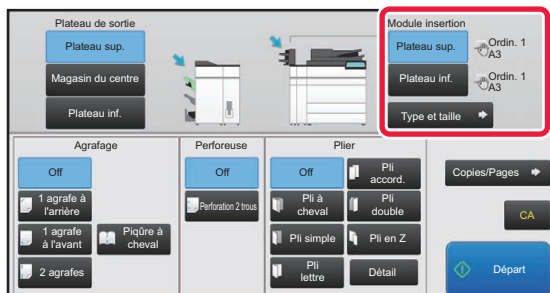 Plateau de sortie
Plateau sup.
Magasin du centre
Plateau inf.
Module insertion
Plateau sup.
Ordin. 1
A3
Plateau inf.
Ordin. 1
A3
Type et taille
Agrafage
Off
1 agrafe à
l'arrière
1 agrafe
à l'avant
Piqûre à
cheval
2 agrafes
Perforeuse
Off
Perforation 2 trous
Plier
Off
Pli
accord.
Pli à
cheval
Pli
double
Pli simple
Pli en Z
Pli
lettre
Détail
Copies/Pages
CA
Départ